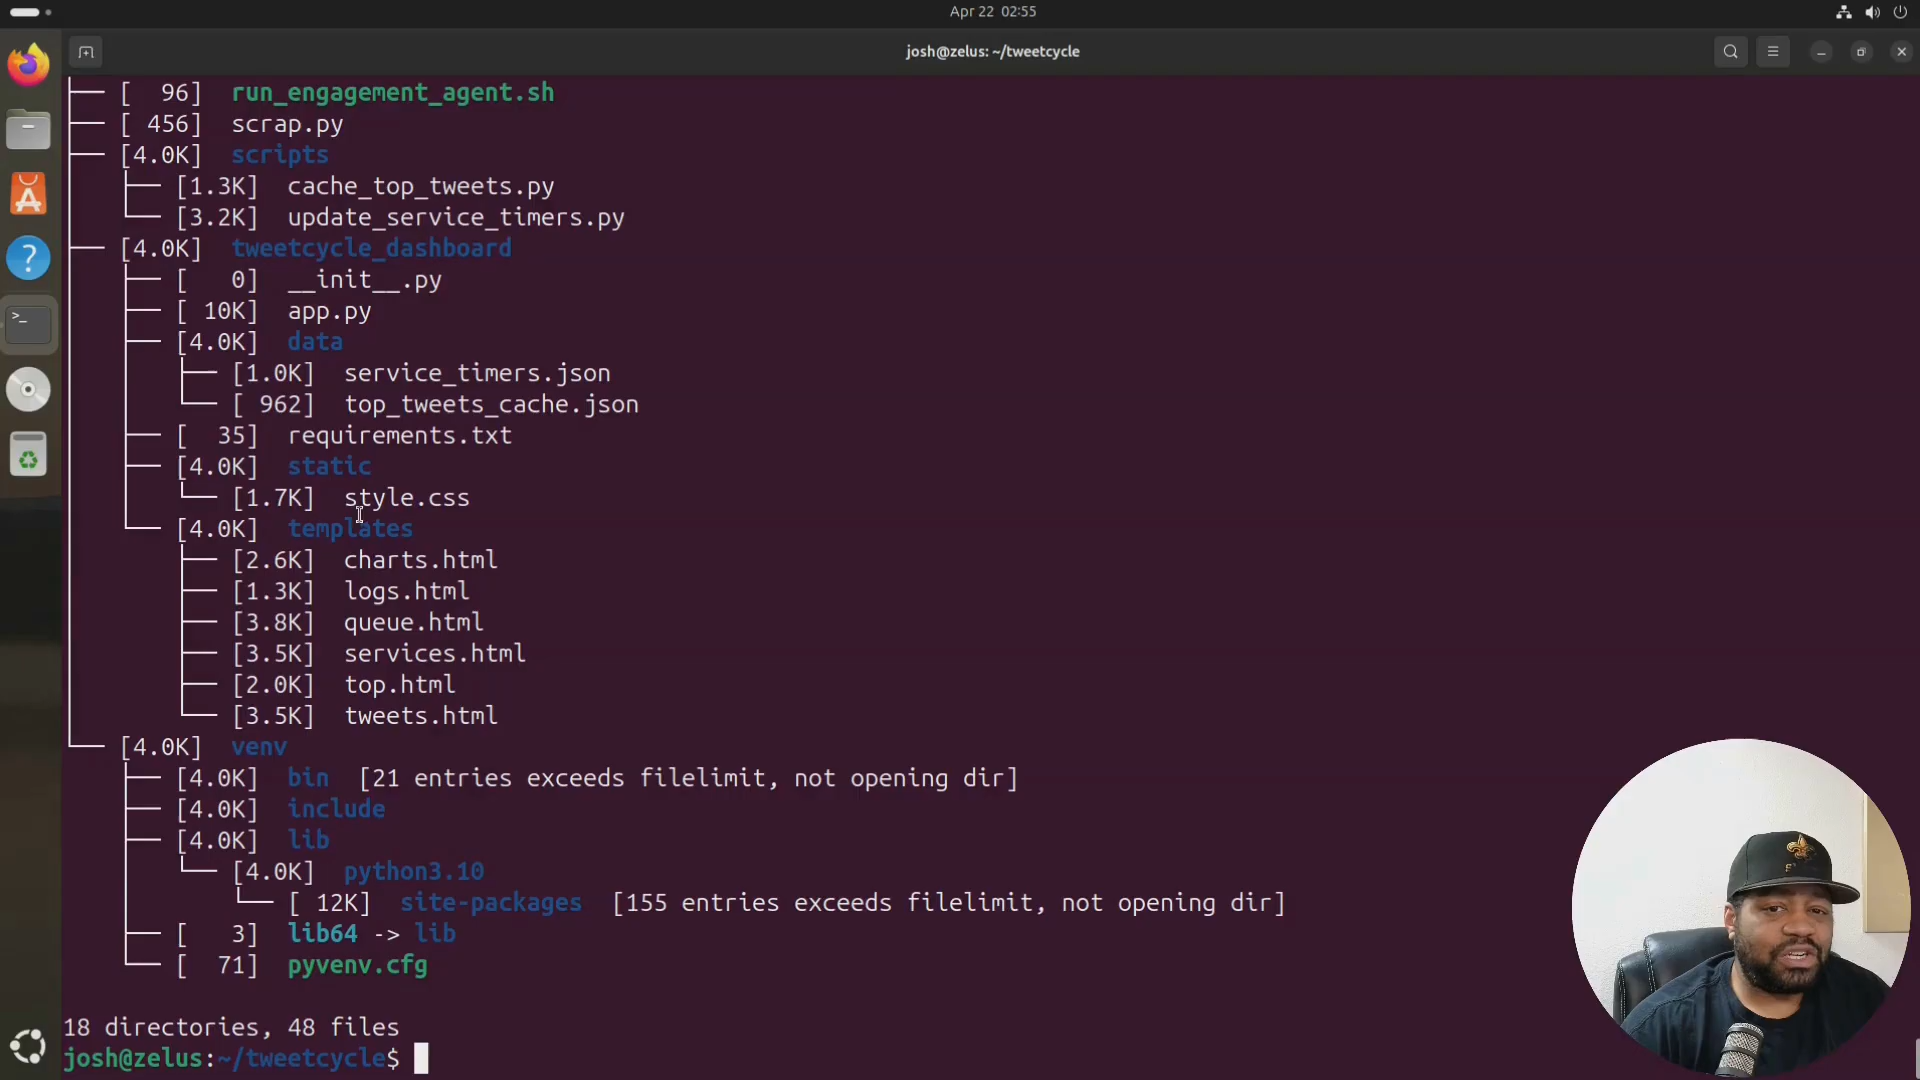 Apr 22 02:55
josh@zelus: ~/tweetcycle
├── [  96]  run_engagement_agent.sh
├── [ 456]  scrap.py
├── [4.0K]  scripts
│   ├── [1.3K]  cache_top_tweets.py
│   └── [3.2K]  update_service_timers.py
├── [4.0K]  tweetcycle_dashboard
│   ├── [   0]  __init__.py
│   ├── [ 10K]  app.py
│   ├── [4.0K]  data
│   │   ├── [1.0K]  service_timers.json
│   │   └── [ 962]  top_tweets_cache.json
│   ├── [  35]  requirements.txt
│   ├── [4.0K]  static
│   │   └── [1.7K]  style.css
│   └── [4.0K]  templates
│       ├── [2.6K]  charts.html
│       ├── [1.3K]  logs.html
│       ├── [3.8K]  queue.html
│       ├── [3.5K]  services.html
│       ├── [2.0K]  top.html
│       └── [3.5K]  tweets.html
└── [4.0K]  venv
    ├── [4.0K]  bin  [21 entries exceeds filelimit, not opening dir]
    ├── [4.0K]  include
    ├── [4.0K]  lib
    │   └── [4.0K]  python3.10
    │       └── [ 12K]  site-packages  [155 entries exceeds filelimit, not opening dir]
    ├── [   3]  lib64 -> lib
    └── [  71]  pyvenv.cfg
18 directories, 48 files
josh@zelus:~/tweetcycle$